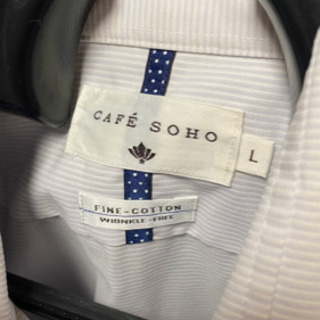 CAFÉ SOHO
L
FINE-COTTON
WRINKLE-FREE